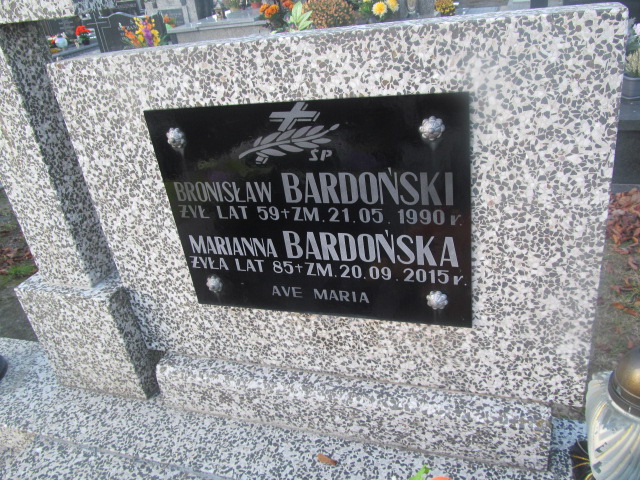 ŚP
BRONISŁAW BARDOŃSKI
ŻYŁ LAT 59 + ZM. 21.05.1990 r.
MARIANNA BARDOŃSKA
ŻYŁA LAT 85 + ZM. 20.09.2015 r.
AVE MARIA